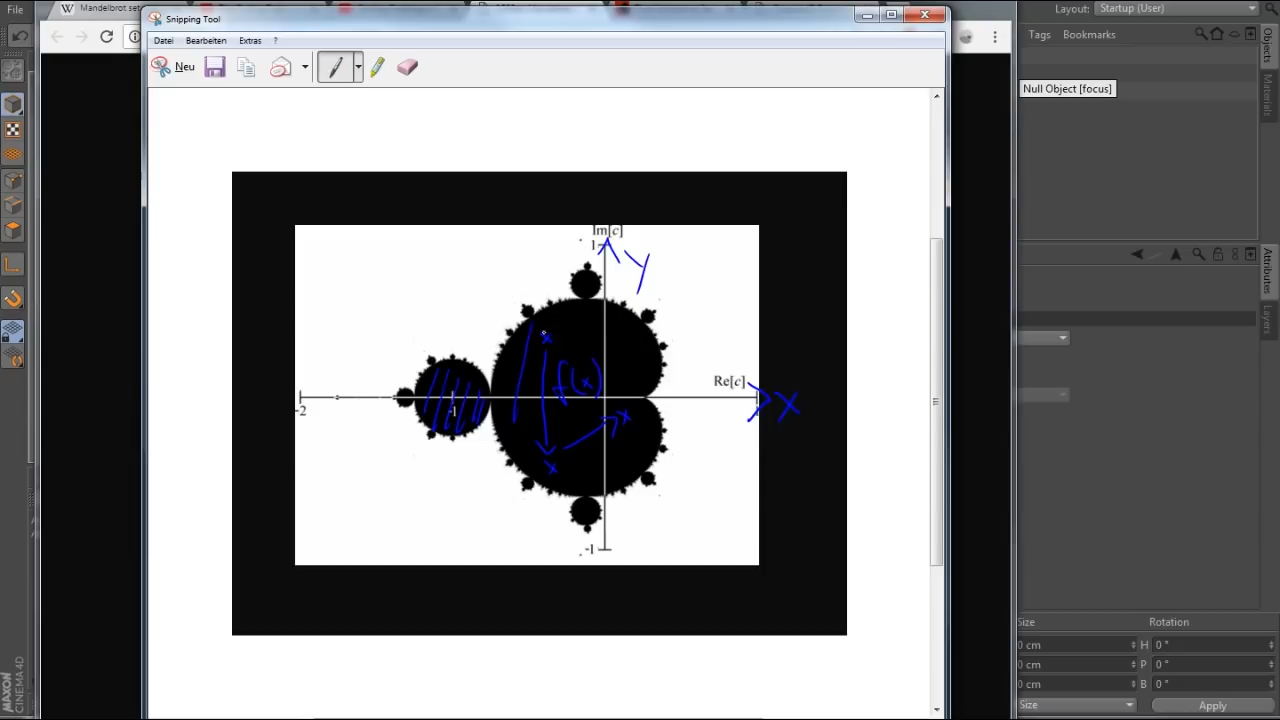 File
W Mandelbrot set
Snipping Tool
Layout: Startup (User)
Datei Bearbeiten Extras ?
Tags Bookmarks
Neu
Null Object [focus]
Objects
Materials
Im[c]
1
y
x
f(x)
Re[c]
x
-2
-1
x
x
-1
Attributes
Layers
Size Rotation
0 cm H 0 °
0 cm P 0 °
0 cm B 0 °
Size Apply
MAXON
CINEMA 4D